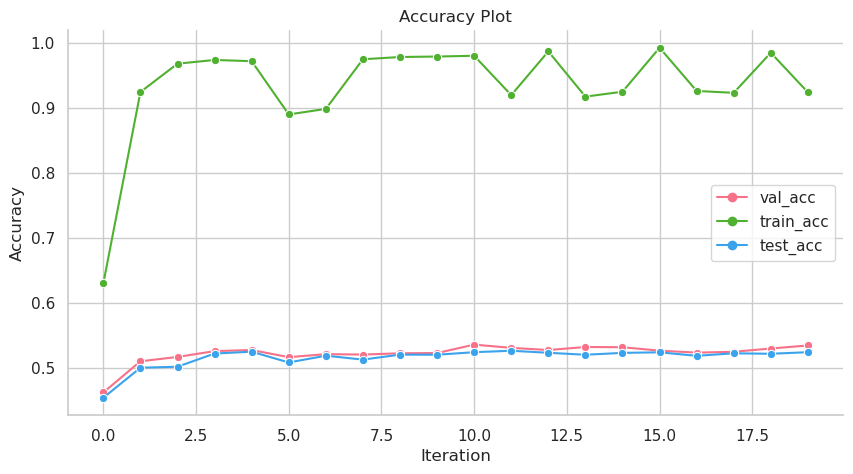 Accuracy Plot
1.0
0.9
0.8
0.7
0.6
0.5
Accuracy
val_acc
train_acc
test_acc
0.0 2.5 5.0 7.5 10.0 12.5 15.0 17.5
Iteration